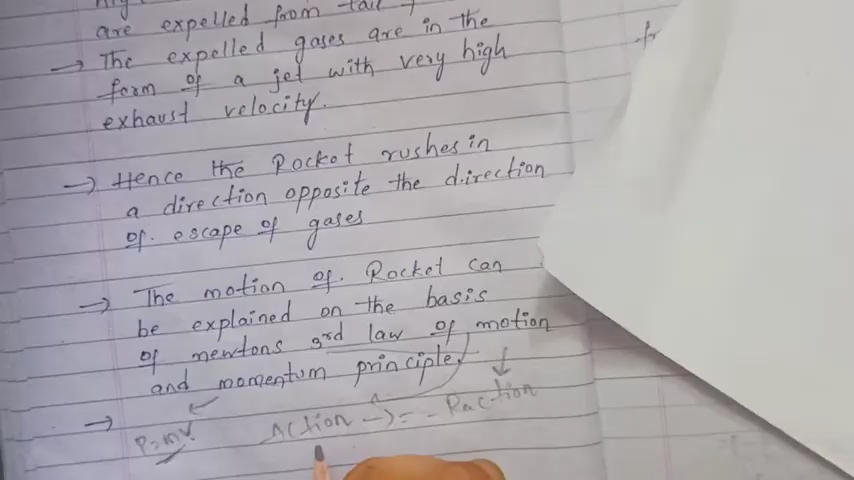 are expelled from tail
→ The expelled gases are in the
form of a jet with very high
exhaust velocity.
→ Hence the Rocket rushes in
a direction opposite the direction
of. escape of gases
→ The motion of. Rocket can
be explained on the basis
of newtons 3rd law of motion
and momentum principle.
→
P=mv Action → = - Raction